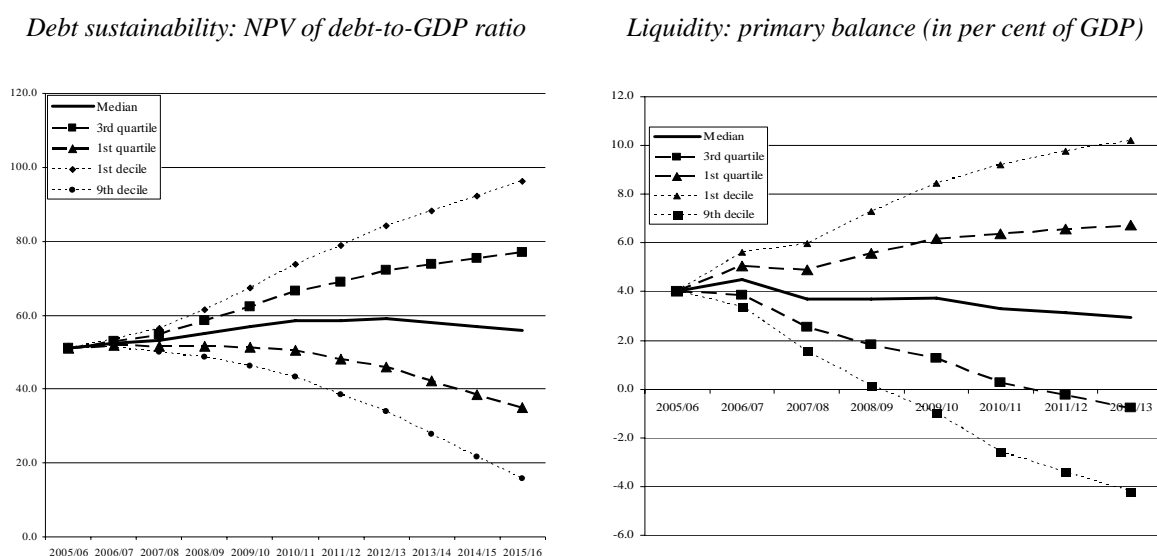 Debt sustainability: NPV of debt-to-GDP ratio
120.0
100.0
80.0
60.0
40.0
20.0
0.0
Median
3rd quartile
1st quartile
1st decile
9th decile
2005/06 2006/07 2007/08 2008/09 2009/10 2010/11 2011/12 2012/13 2013/14 2014/15 2015/16
Liquidity: primary balance (in per cent of GDP)
12.0
10.0
8.0
6.0
4.0
2.0
0.0
-2.0
-4.0
-6.0
Median
3rd quartile
1st quartile
1st decile
9th decile
2005/06 2006/07 2007/08 2008/09 2009/10 2010/11 2011/12